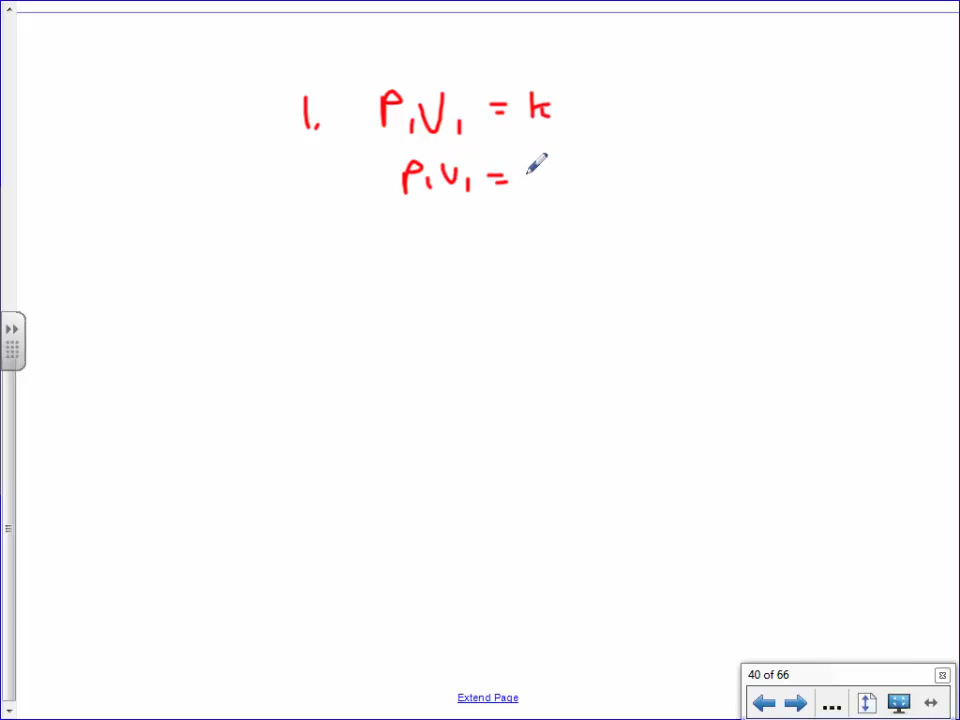 1. P₁V₁ = k
P₁V₁ =
Extend Page
40 of 66
...